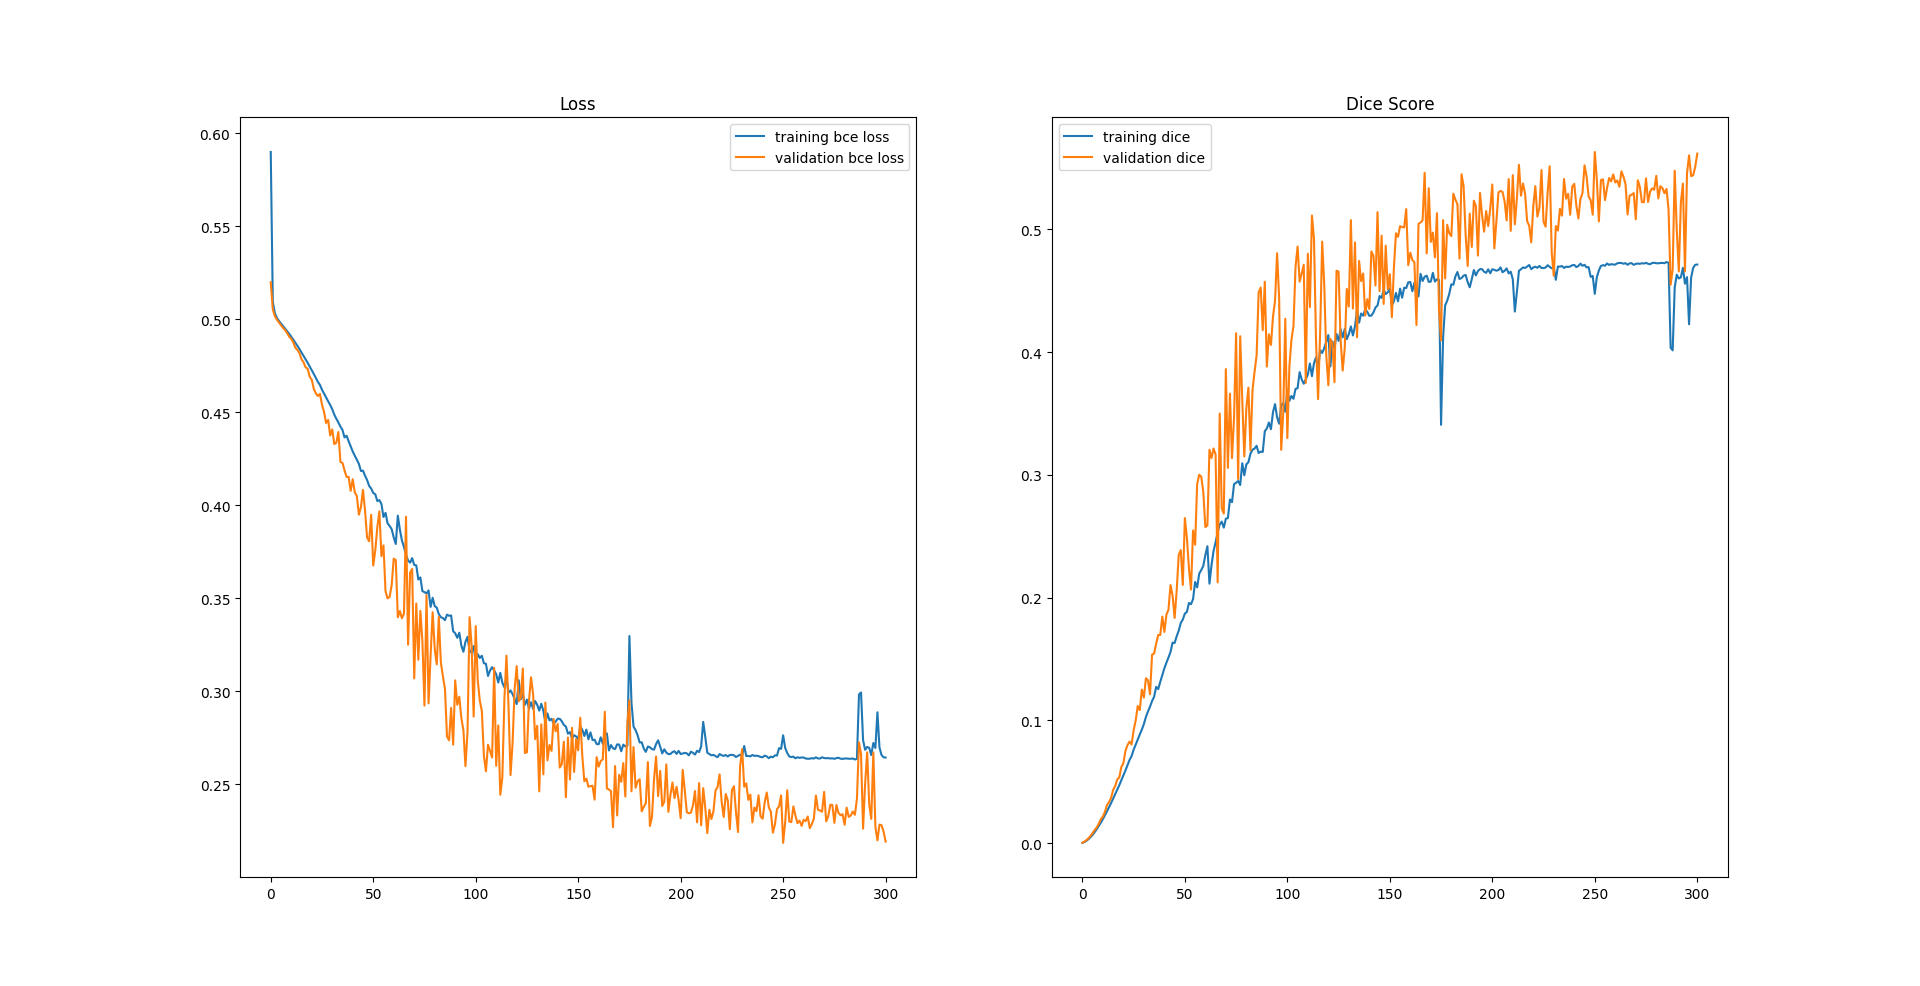 Loss
training bce loss
validation bce loss
0.60
0.55
0.50
0.45
0.40
0.35
0.30
0.25
0 50 100 150 200 250 300
Dice Score
training dice
validation dice
0.5
0.4
0.3
0.2
0.1
0.0
0 50 100 150 200 250 300